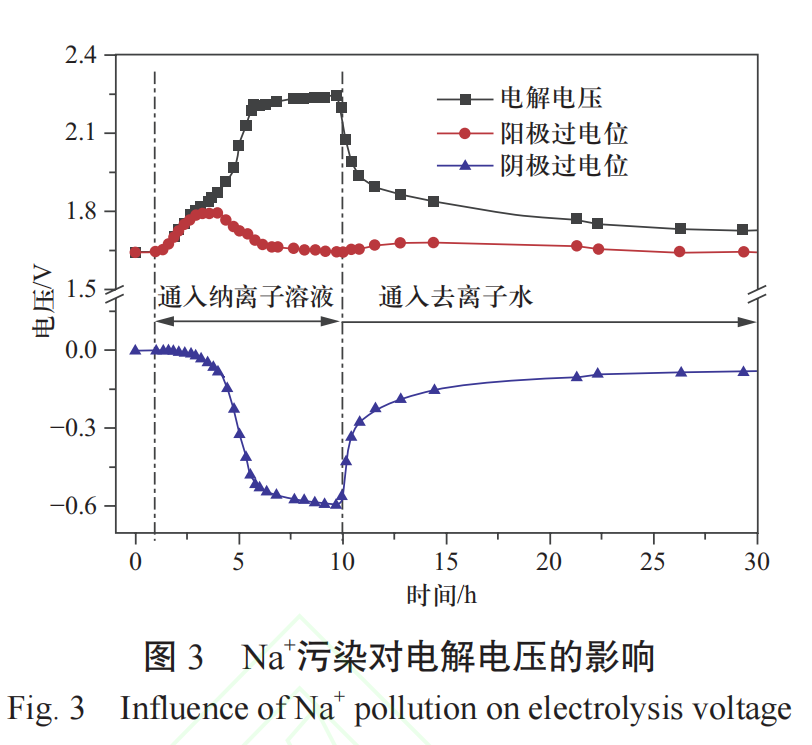 2.4
2.1
1.8
1.5
0.0
−0.3
−0.6
电压/V
电解电压
阳极过电位
阴极过电位
通入纳离子溶液 通入去离子水
0 5 10 15 20 25 30
时间/h
图 3 Na⁺污染对电解电压的影响
Fig. 3 Influence of Na⁺ pollution on electrolysis voltage